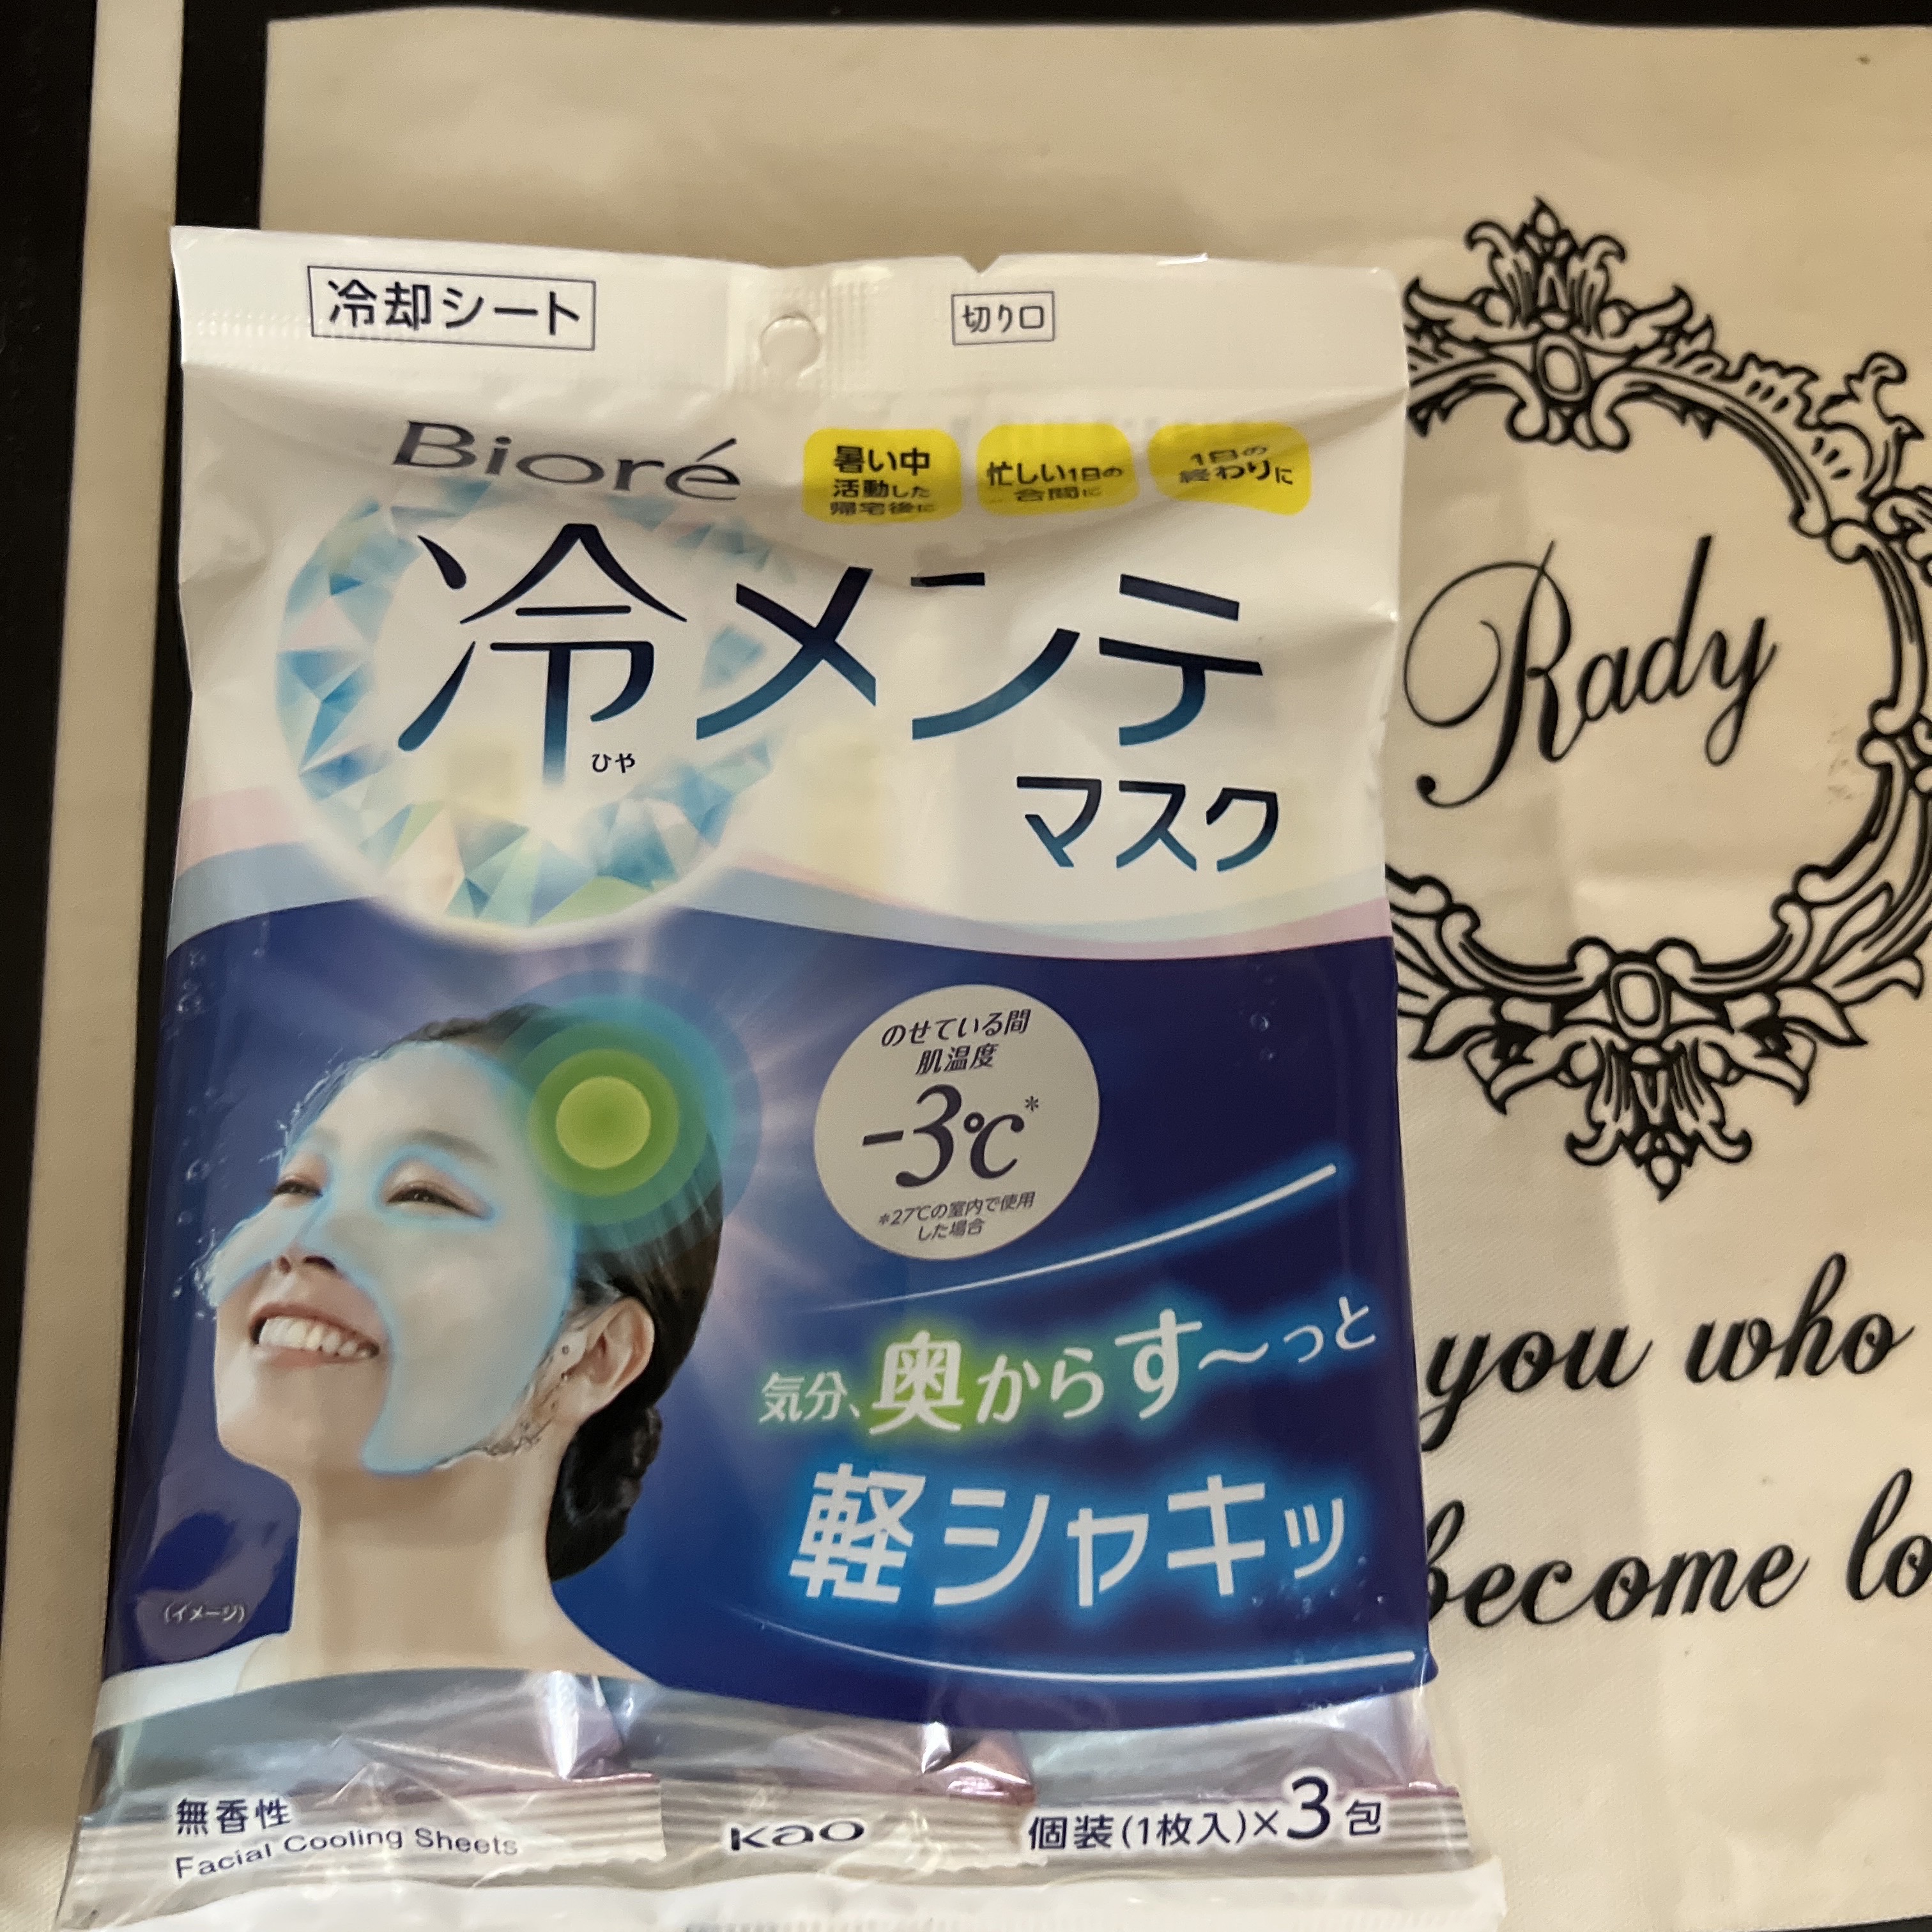 冷却シート
切り口
Bioré
暑い中
活動した
帰宅後に
忙しい1日の
合間に
1日の
終わりに
冷メンテ
ひや
マスク
のせている間
肌温度
-3℃*
*27℃の室内で使用
した場合
気分、奥からす〜っと
軽シャキッ
(イメージ)
無香性
Facial Cooling Sheets
Kao
個装(1枚入)×3包
Rady
you who
become lo